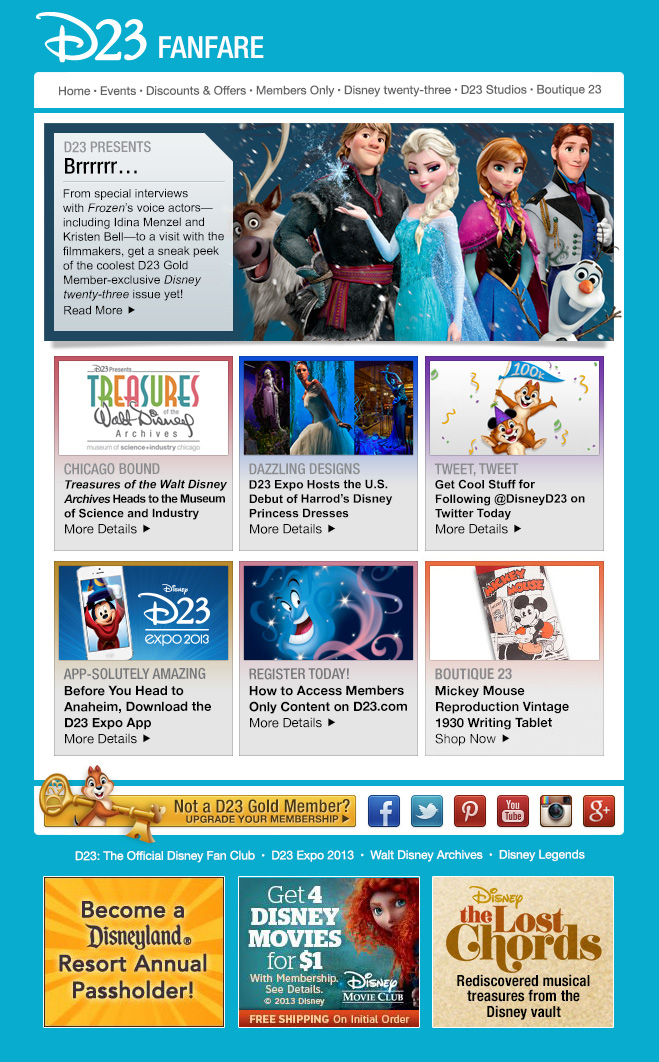 D23 FANFARE
Home · Events · Discounts & Offers · Members Only · Disney twenty-three · D23 Studios · Boutique 23
D23 PRESENTS
Brrrrrr…
From special interviews
with Frozen's voice actors—
including Idina Menzel and
Kristen Bell—to a visit with the
filmmakers, get a sneak peek
of the coolest D23 Gold
Member-exclusive Disney
twenty-three issue yet!
Read More
D23 Presents
TREASURES
of the
Walt Disney
Archives
museum of science+industry chicago
CHICAGO BOUND
Treasures of the Walt Disney
Archives Heads to the Museum
of Science and Industry
More Details
DAZZLING DESIGNS
D23 Expo Hosts the U.S.
Debut of Harrod's Disney
Princess Dresses
More Details
100K
TWEET, TWEET
Get Cool Stuff for
Following @DisneyD23 on
Twitter Today
More Details
Disney
D23
EXPO 2013
APP-SOLUTELY AMAZING
Before You Head to
Anaheim, Download the
D23 Expo App
More Details
REGISTER TODAY!
How to Access Members
Only Content on D23.com
More Details
MICKEY
MOUSE
BOUTIQUE 23
Mickey Mouse
Reproduction Vintage
1930 Writing Tablet
Shop Now
Not a D23 Gold Member?
UPGRADE YOUR MEMBERSHIP
f
You
Tube
g+
D23: The Official Disney Fan Club · D23 Expo 2013 · Walt Disney Archives · Disney Legends
Become a
Disneyland®
Resort Annual
Passholder!
Get 4
DISNEY
MOVIES
for $1
With Membership.
See Details.
© 2013 Disney
Disney
MOVIE CLUB
FREE SHIPPING On Initial Order
Disney
the Lost
Chords
Rediscovered musical
treasures from the
Disney vault